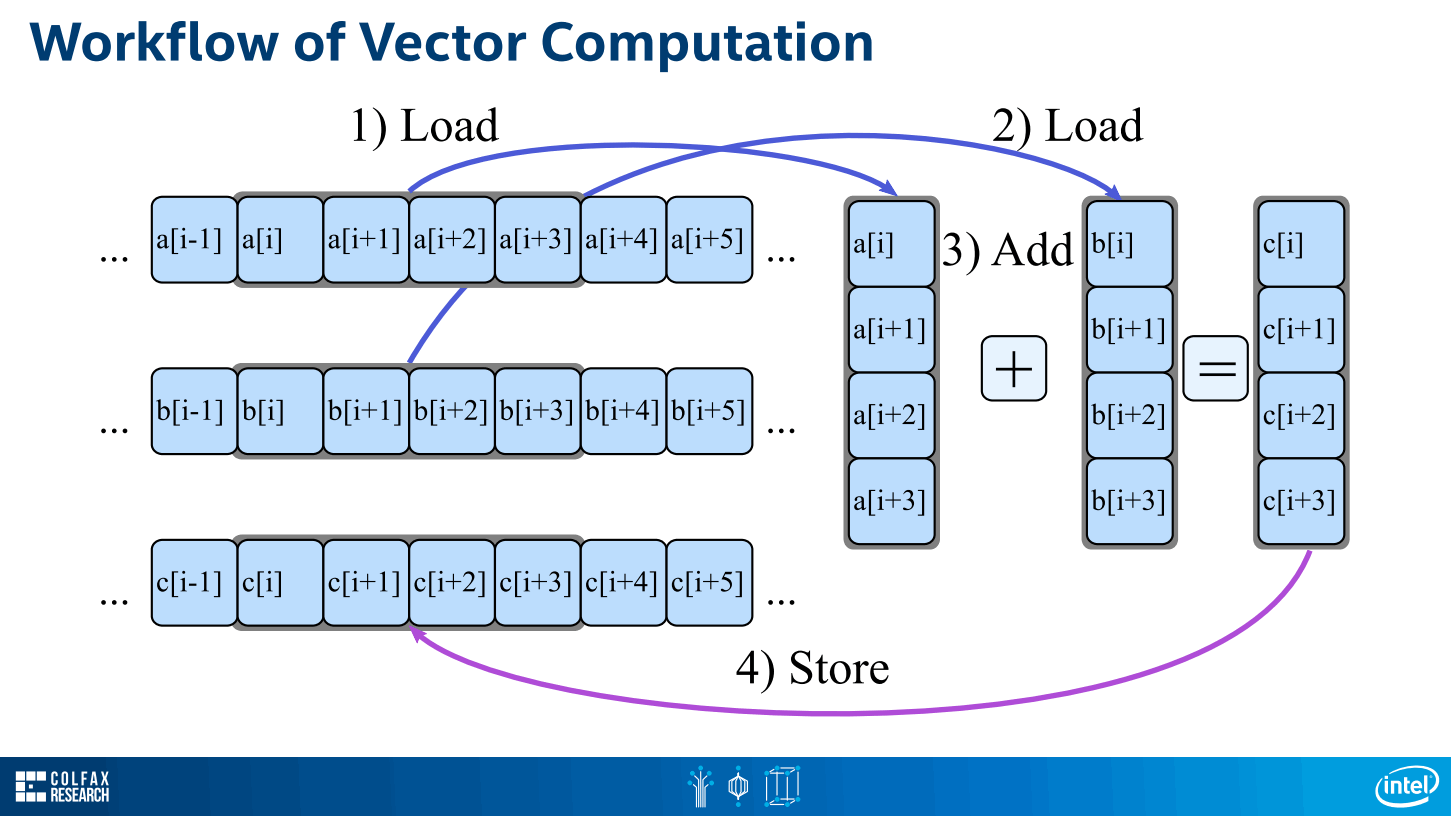 Workflow of Vector Computation
1) Load
2) Load
... a[i-1] a[i] a[i+1] a[i+2] a[i+3] a[i+4] a[i+5] ...
... b[i-1] b[i] b[i+1] b[i+2] b[i+3] b[i+4] b[i+5] ...
... c[i-1] c[i] c[i+1] c[i+2] c[i+3] c[i+4] c[i+5] ...
a[i] 3) Add b[i] c[i]
a[i+1] b[i+1] c[i+1]
+ =
a[i+2] b[i+2] c[i+2]
a[i+3] b[i+3] c[i+3]
4) Store
COLFAX
RESEARCH
intel